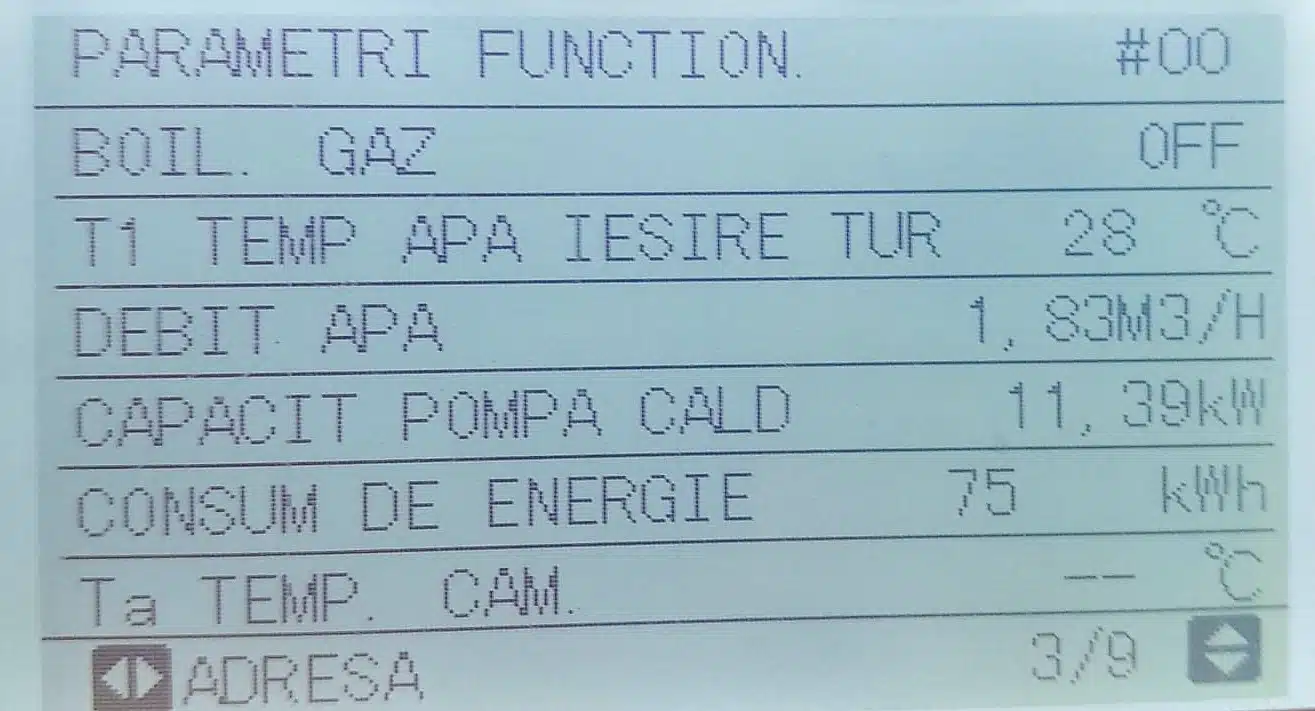 PARAMETRI FUNCTION. #00
BOIL. GAZ OFF
T1 TEMP APA IESIRE TUR 28 °C
DEBIT APA 1,83M3/H
CAPACIT POMPA CALD 11,39kW
CONSUM DE ENERGIE 75 kWh
Ta TEMP. CAM. -- °C
ADRESA 3/9